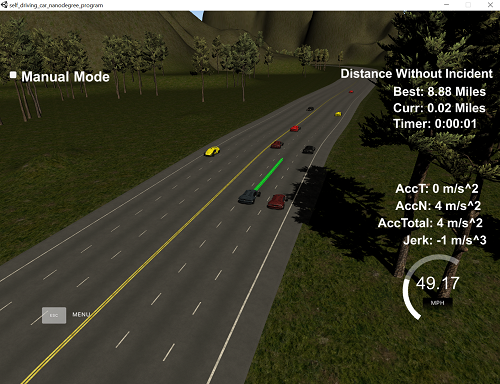 self_driving_car_nanodegree_program
Manual Mode
Distance Without Incident
Best: 8.88 Miles
Curr: 0.02 Miles
Timer: 0:00:01
AccT: 0 m/s^2
AccN: 4 m/s^2
AccTotal: 4 m/s^2
Jerk: -1 m/s^3
49.17
MPH
ESC MENU